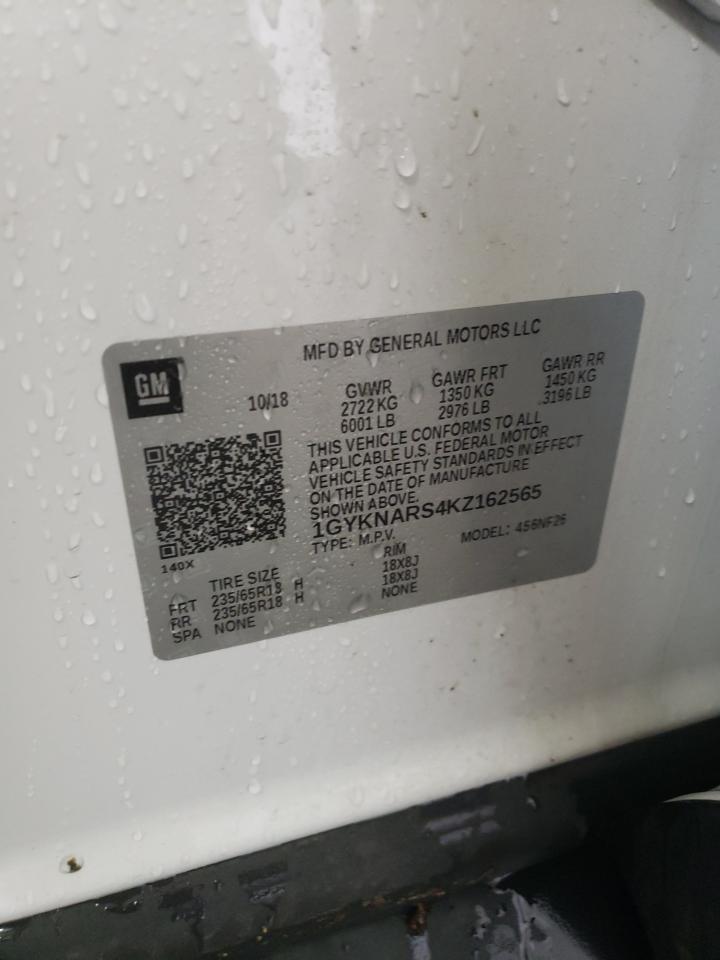 MFD BY GENERAL MOTORS LLC
GM
10/18
GVWR GAWR FRT GAWR RR
2722 KG 1350 KG 1450 KG
6001 LB 2976 LB 3196 LB
THIS VEHICLE CONFORMS TO ALL
APPLICABLE U.S. FEDERAL MOTOR
VEHICLE SAFETY STANDARDS IN EFFECT
ON THE DATE OF MANUFACTURE
SHOWN ABOVE.
1GYKNARS4KZ162565
TYPE: M.P.V. MODEL: 456NF26
140X
TIRE SIZE RIM
FRT 235/65R18 H 18X8J
RR 235/65R18 H 18X8J
SPA NONE NONE